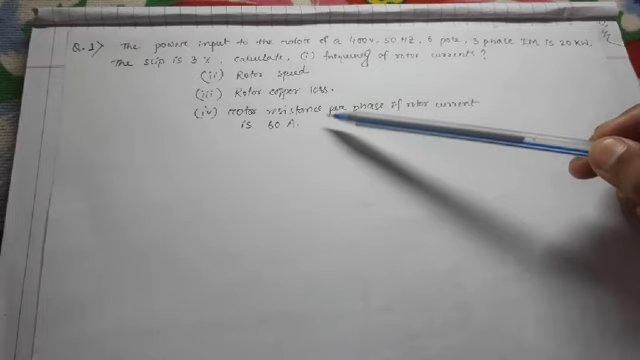 Q.1> The power input to the rotor of a 400V, 50 HZ, 6 pole, 3 phase IM is 20 KW,
The slip is 3%. calculate, (i) frequency of rotor currents?
(ii) Rotor speed
(iii) Rotor copper loss.
(iv) Rotor resistance per phase if rotor current
is 60 A.